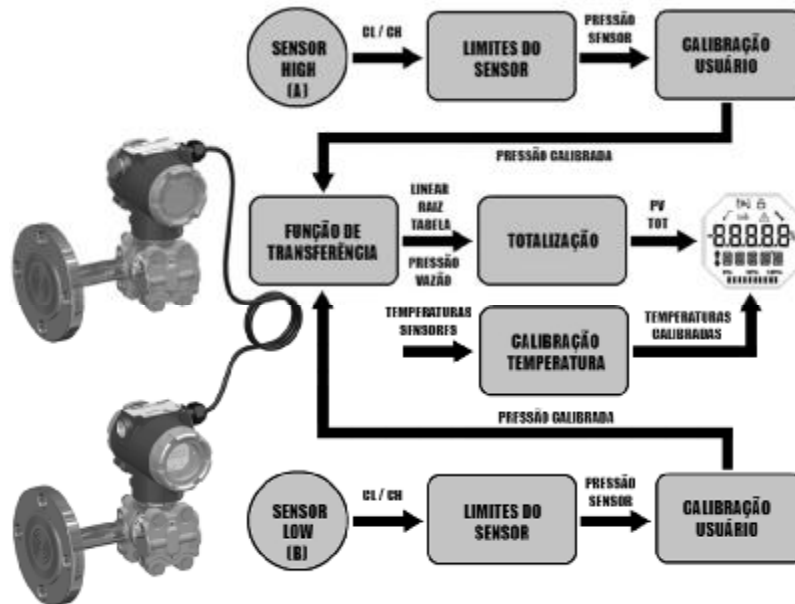 SENSOR
HIGH
(A)
CL / CH
LIMITES DO
SENSOR
PRESSÃO
SENSOR
CALIBRAÇÃO
USUÁRIO
PRESSÃO CALIBRADA
FUNÇÃO DE
TRANSFERÊNCIA
LINEAR
RAIZ
TABELA
PRESSÃO
VAZÃO
TOTALIZAÇÃO
PV
TOT
TEMPERATURAS
SENSORES
CALIBRAÇÃO
TEMPERATURA
TEMPERATURAS
CALIBRADAS
PRESSÃO CALIBRADA
SENSOR
LOW
(B)
CL / CH
LIMITES DO
SENSOR
PRESSÃO
SENSOR
CALIBRAÇÃO
USUÁRIO